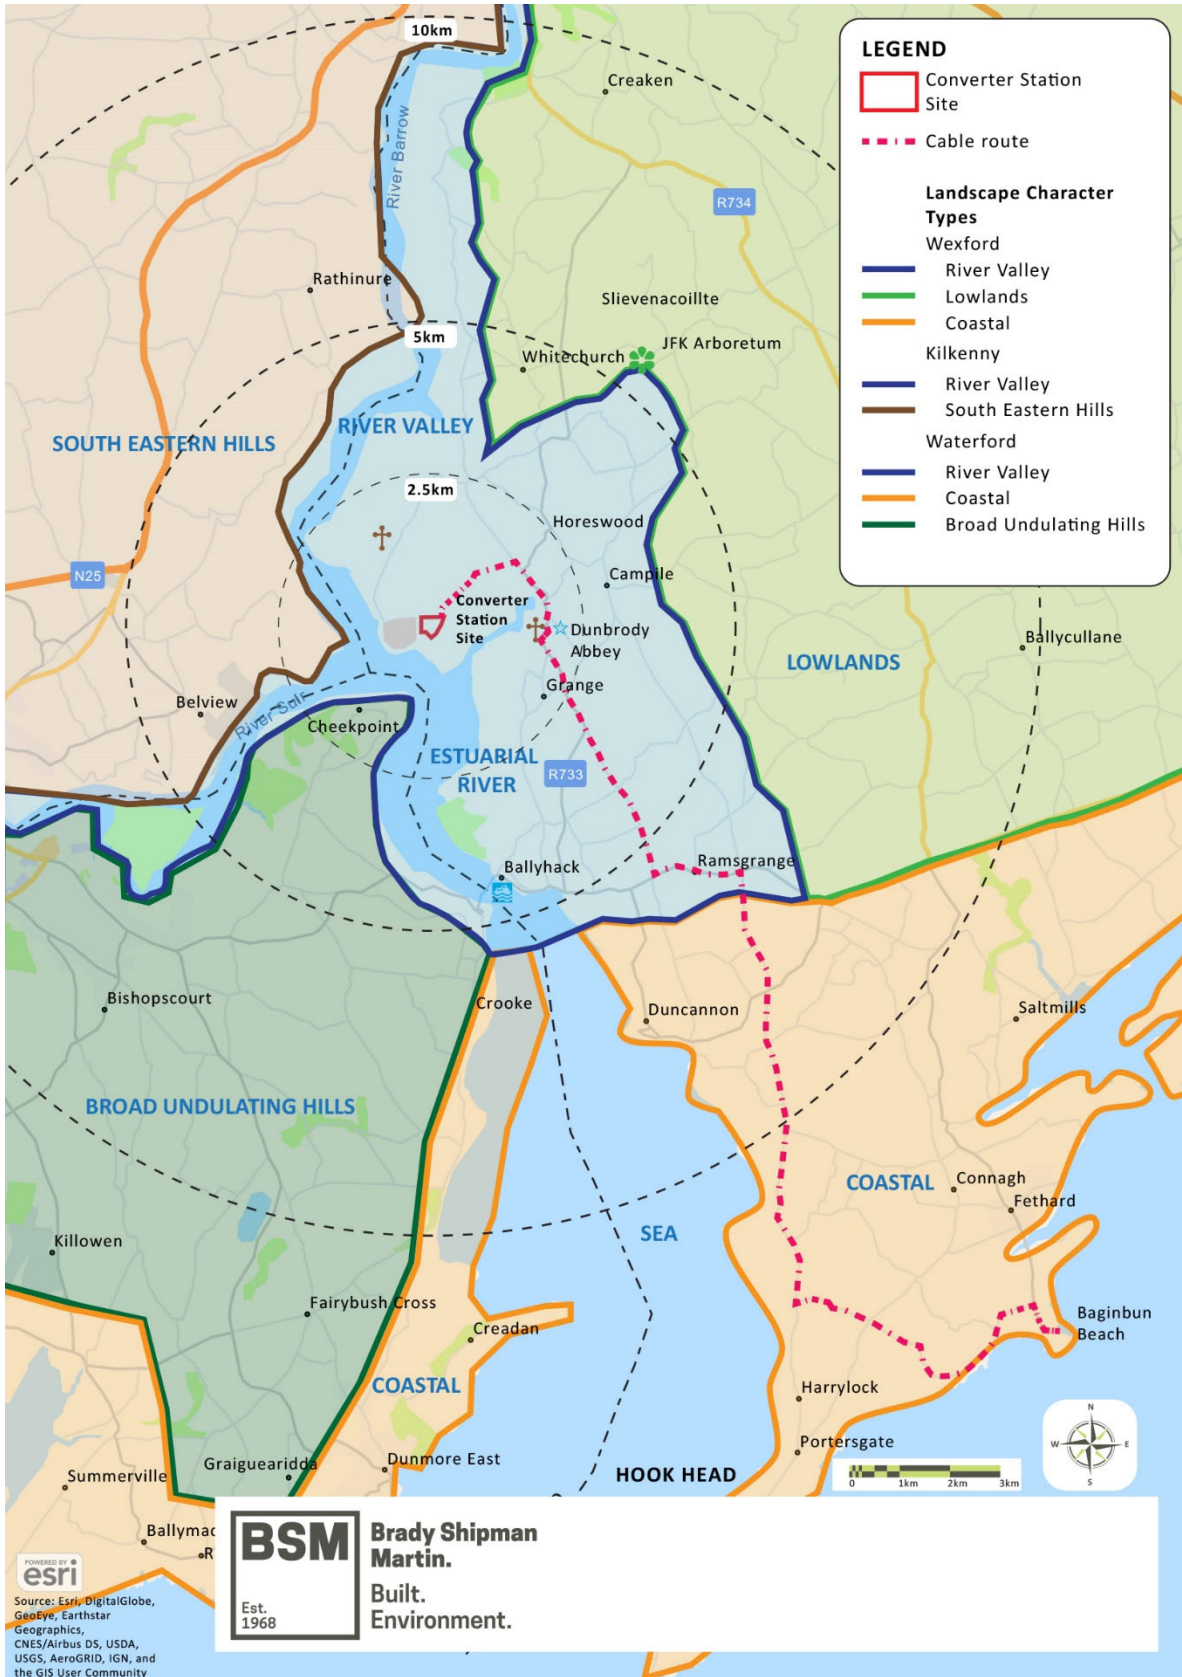 10km
Creaken
River Barrow
R734
Rathinure
Slievenacoillte
5km
JFK Arboretum
Whitechurch
RIVER VALLEY
SOUTH EASTERN HILLS
2.5km
Horeswood
N25
Campile
Converter
Station
Site
Dunbrody
Abbey
Ballycullane
LOWLANDS
Grange
Belview
River Suir
Cheekpoint
ESTUARIAL
RIVER
R733
Ballyhack
Ramsgrange
Bishopscourt
Crooke
Duncannon
Saltmills
BROAD UNDULATING HILLS
COASTAL
Connagh
Fethard
SEA
Killowen
Fairybush Cross
Creadan
Baginbun
Beach
COASTAL
Harrylock
Portersgate
Graiguearidda
Dunmore East
HOOK HEAD
Summerville
Ballymac
R
LEGEND
Converter Station
Site
Cable route
Landscape Character
Types
Wexford
River Valley
Lowlands
Coastal
Kilkenny
River Valley
South Eastern Hills
Waterford
River Valley
Coastal
Broad Undulating Hills
N
W E
S
0 1km 2km 3km
BSM
Est.
1968
Brady Shipman
Martin.
Built.
Environment.
POWERED BY
esri
Source: Esri, DigitalGlobe,
GeoEye, Earthstar
Geographics,
CNES/Airbus DS, USDA,
USGS, AeroGRID, IGN, and
the GIS User Community